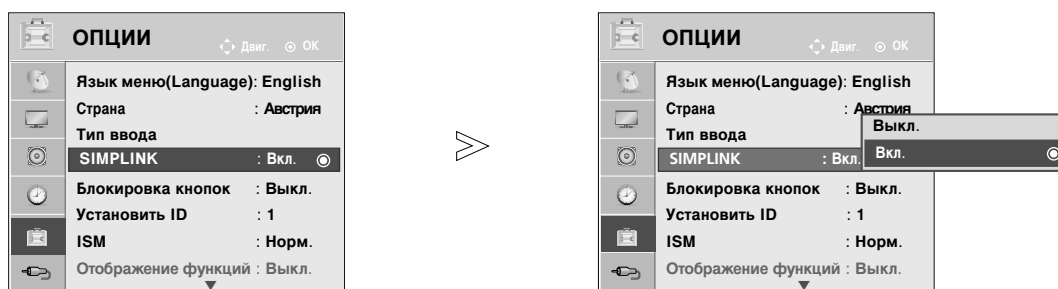 ОПЦИИ
Двиг. OK
Язык меню(Language): English
Страна : Австрия
Тип ввода
SIMPLINK : Вкл.
Блокировка кнопок : Выкл.
Установить ID : 1
ISM : Норм.
Отображение функций : Выкл.
ОПЦИИ
Двиг. OK
Язык меню(Language): English
Страна : Австрия
Тип ввода
SIMPLINK : Вкл.
Выкл.
Вкл.
Блокировка кнопок : Выкл.
Установить ID : 1
ISM : Норм.
Отображение функций : Выкл.